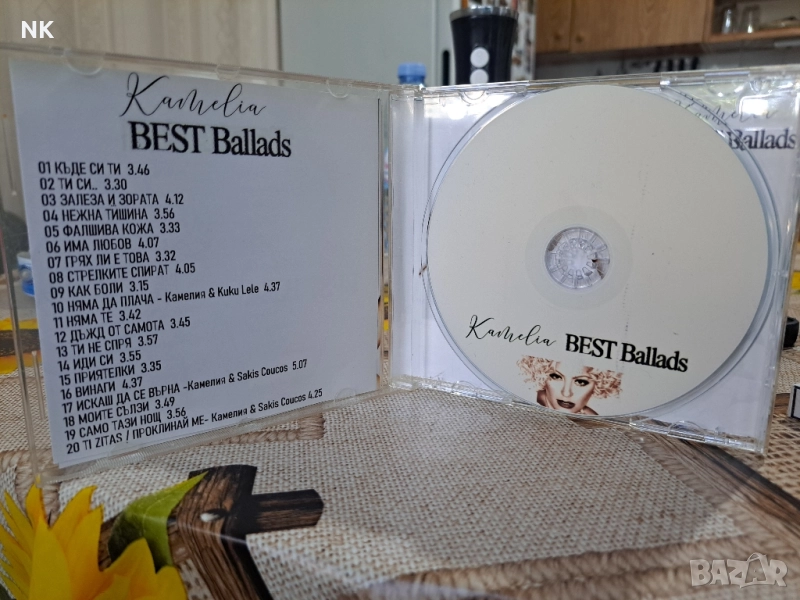 NK
Kamelia
BEST Ballads
01 КЪДЕ СИ ТИ 3.46
02 ТИ СИ.. 3.30
03 ЗАЛЕЗА И ЗОРАТА 4.12
04 НЕЖНА ТИШИНА 3.56
05 ФАЛШИВА КОЖА 3.33
06 ИМА ЛЮБОВ 4.07
07 ГРЯХ ЛИ Е ТОВА 3.32
08 СТРЕЛКИТЕ СПИРАТ 4.05
09 КАК БОЛИ 3.15
10 НЯМА ДА ПЛАЧА - Камелия & Kuku Lele 4.37
11 НЯМА ТЕ 3.42
12 ДЪЖД ОТ САМОТА 3.45
13 ТИ НЕ СПРЯ 3.57
14 ИДИ СИ 3.55
15 ПРИЯТЕЛКИ 3.35
16 ВИНАГИ 4.37
17 ИСКАШ ДА СЕ ВЪРНА -Камелия & Sakis Coucos 5.07
18 МОИТЕ СЪЛЗИ 3.49
19 САМО ТАЗИ НОЩ 3.56
20 TI ZITAS / ПРОКЛИНАЙ МЕ- Камелия & Sakis Coucos 4.25
Ballads
Kamelia BEST Ballads
BAZAR